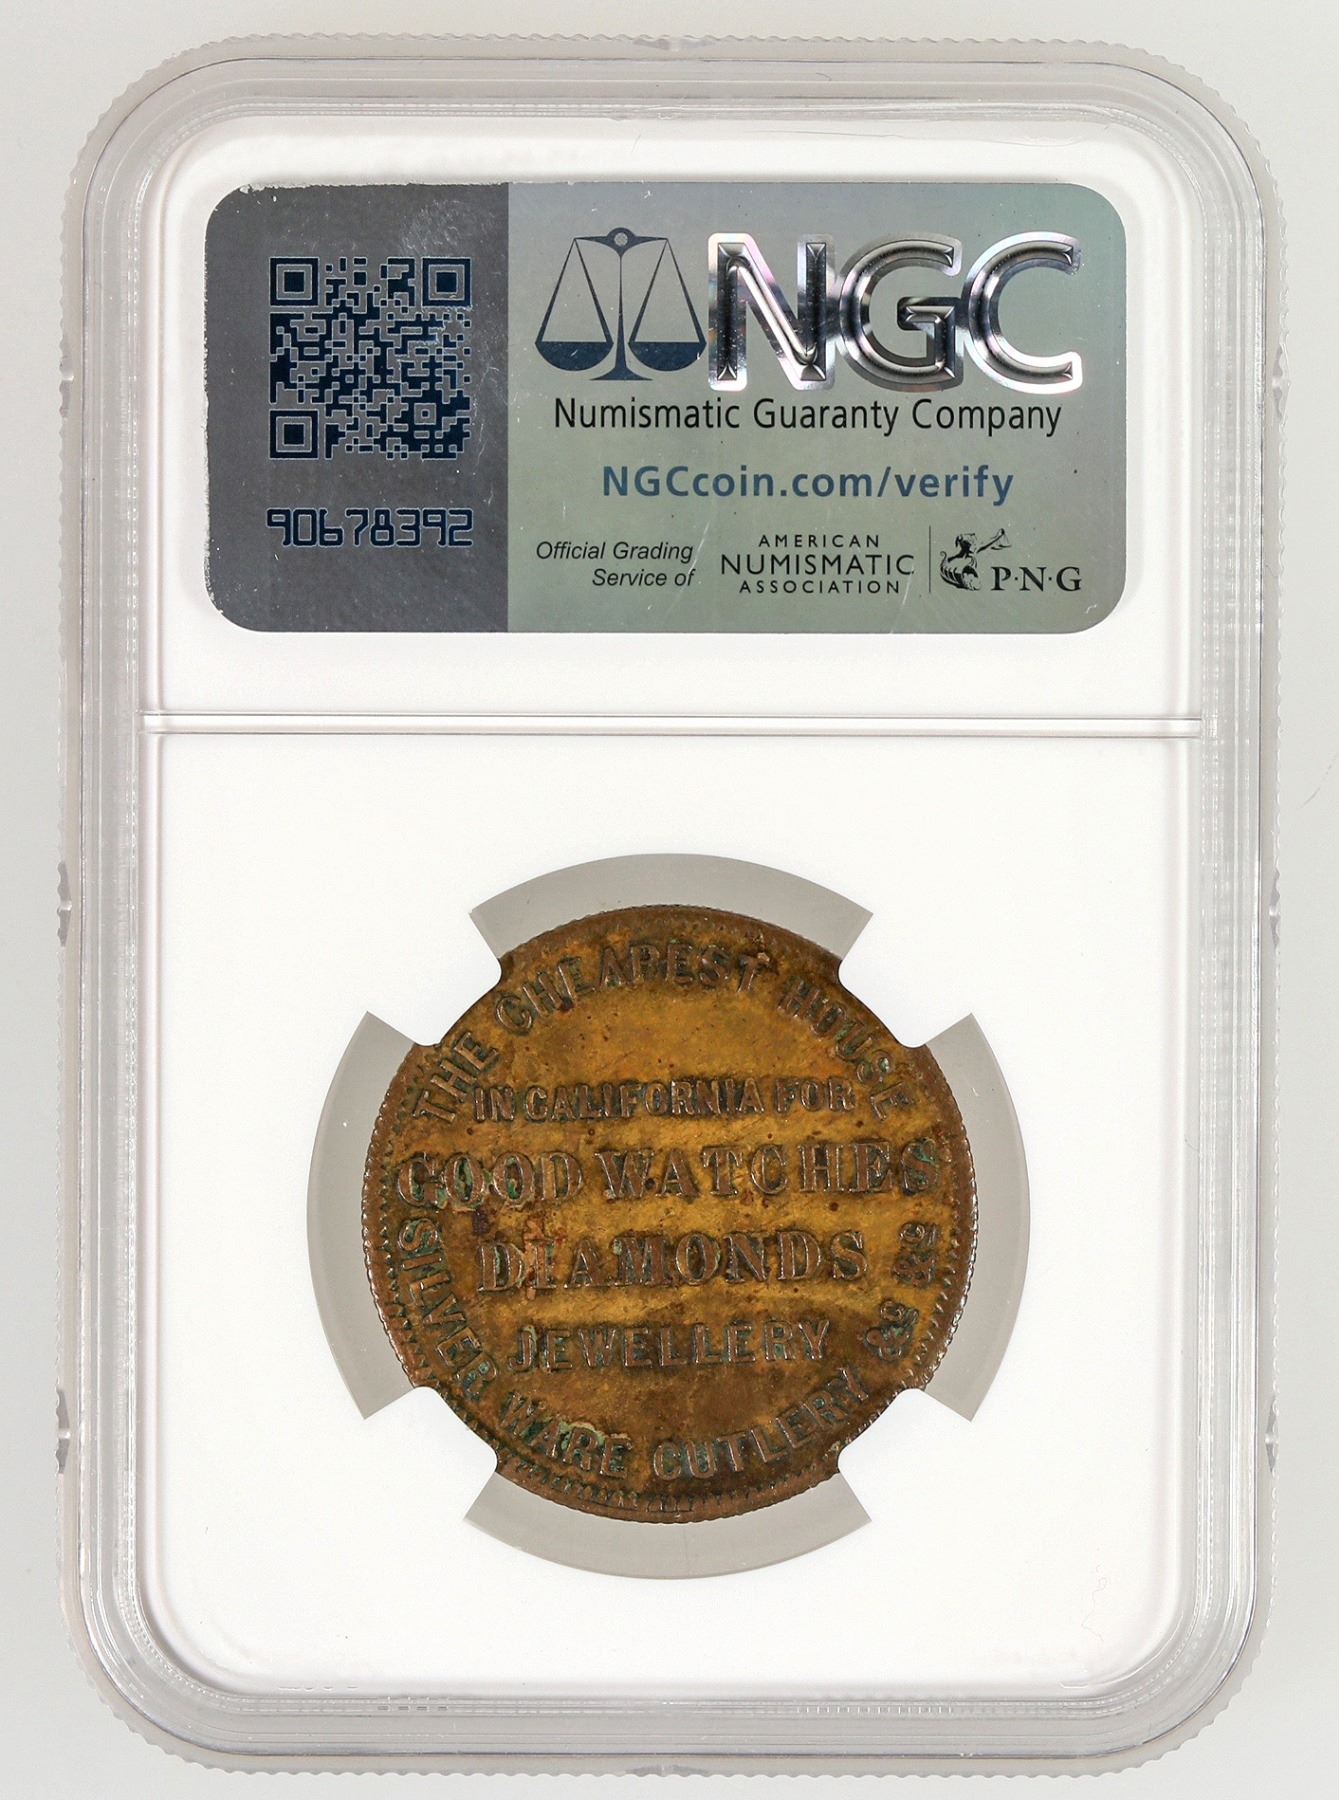 NGC
Numismatic Guaranty Company
NGCcoin.com/verify
90678392
Official Grading
Service of
AMERICAN
NUMISMATIC
ASSOCIATION
P·N·G
THE CHEAPEST HOUSE
IN CALIFORNIA FOR
GOOD WATCHES
DIAMONDS
JEWELLERY
SILVER WARE CUTLERY &c &c